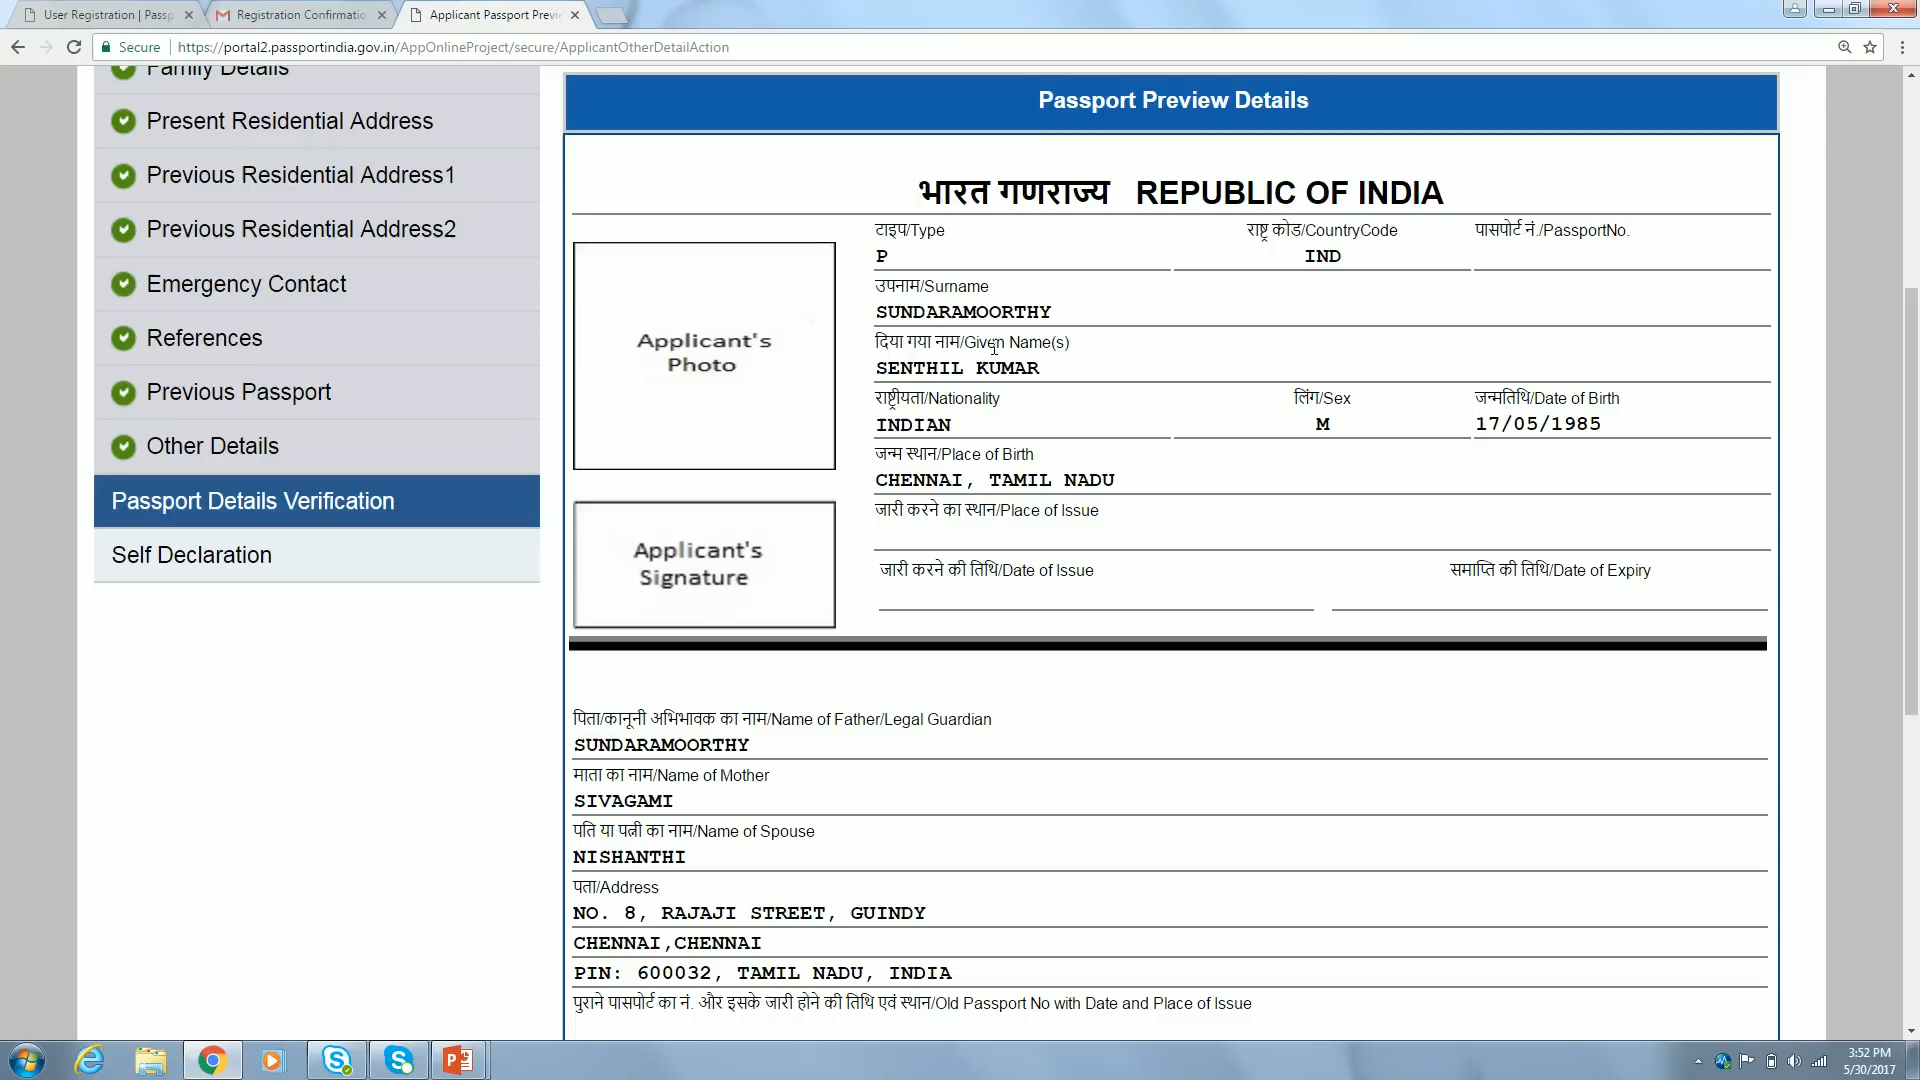 User Registration | Passp
Registration Confirmatio
Applicant Passport Previ
Secure
https://portal2.passportindia.gov.in/AppOnlineProject/secure/ApplicantOtherDetailAction
Family Details
Present Residential Address
Previous Residential Address1
Previous Residential Address2
Emergency Contact
References
Previous Passport
Other Details
Passport Details Verification
Self Declaration
Passport Preview Details
भारत गणराज्य REPUBLIC OF INDIA
Applicant's
Photo
Applicant's
Signature
टाइप/Type राष्ट्र कोड/CountryCode पासपोर्ट नं./PassportNo.
P IND
उपनाम/Surname
SUNDARAMOORTHY
दिया गया नाम/Given Name(s)
SENTHIL KUMAR
राष्ट्रीयता/Nationality लिंग/Sex जन्मतिथि/Date of Birth
INDIAN M 17/05/1985
जन्म स्थान/Place of Birth
CHENNAI, TAMIL NADU
जारी करने का स्थान/Place of Issue
जारी करने की तिथि/Date of Issue समाप्ति की तिथि/Date of Expiry
पिता/कानूनी अभिभावक का नाम/Name of Father/Legal Guardian
SUNDARAMOORTHY
माता का नाम/Name of Mother
SIVAGAMI
पति या पत्नी का नाम/Name of Spouse
NISHANTHI
पता/Address
NO. 8, RAJAJI STREET, GUINDY
CHENNAI,CHENNAI
PIN: 600032, TAMIL NADU, INDIA
पुराने पासपोर्ट का नं. और इसके जारी होने की तिथि एवं स्थान/Old Passport No with Date and Place of Issue
3:52 PM
5/30/2017